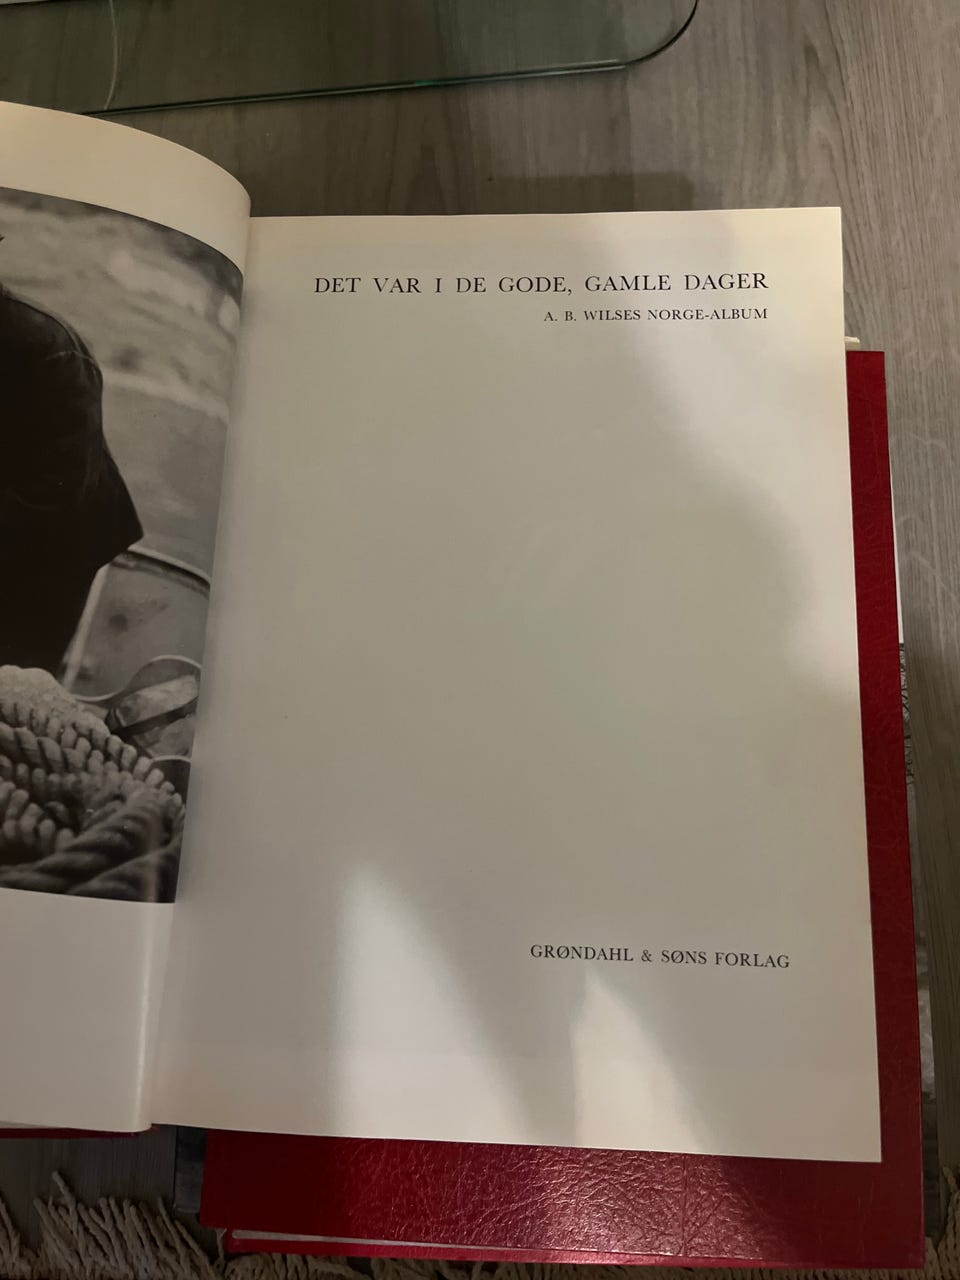 DET VAR I DE GODE, GAMLE DAGER
A. B. WILSES NORGE-ALBUM
GRØNDAHL & SØNS FORLAG